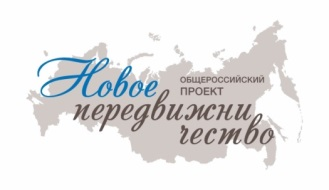 Новое
ОБЩЕРОССИЙСКИЙ
ПРОЕКТ
передвижни
чество